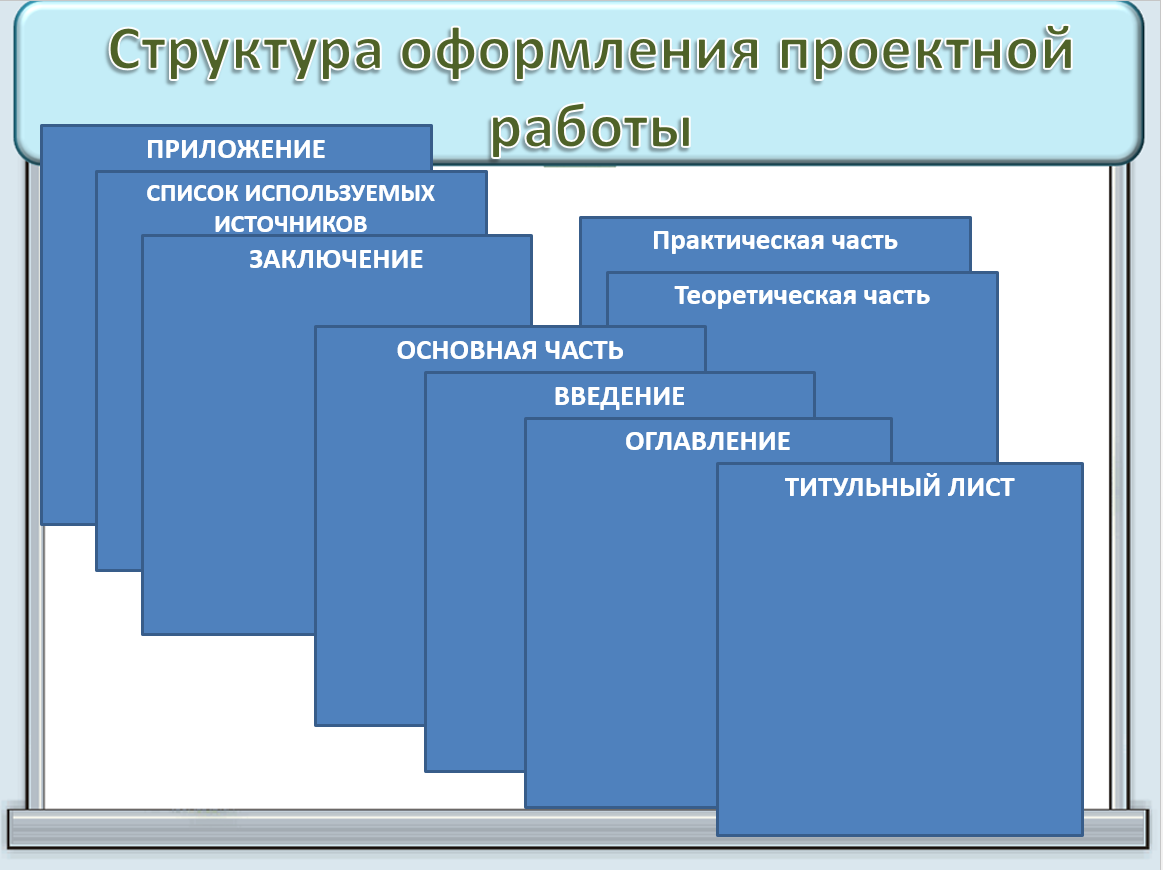 Структура оформления проектной
работы
ПРИЛОЖЕНИЕ
СПИСОК ИСПОЛЬЗУЕМЫХ
ИСТОЧНИКОВ
ЗАКЛЮЧЕНИЕ
Практическая часть
Теоретическая часть
ОСНОВНАЯ ЧАСТЬ
ВВЕДЕНИЕ
ОГЛАВЛЕНИЕ
ТИТУЛЬНЫЙ ЛИСТ